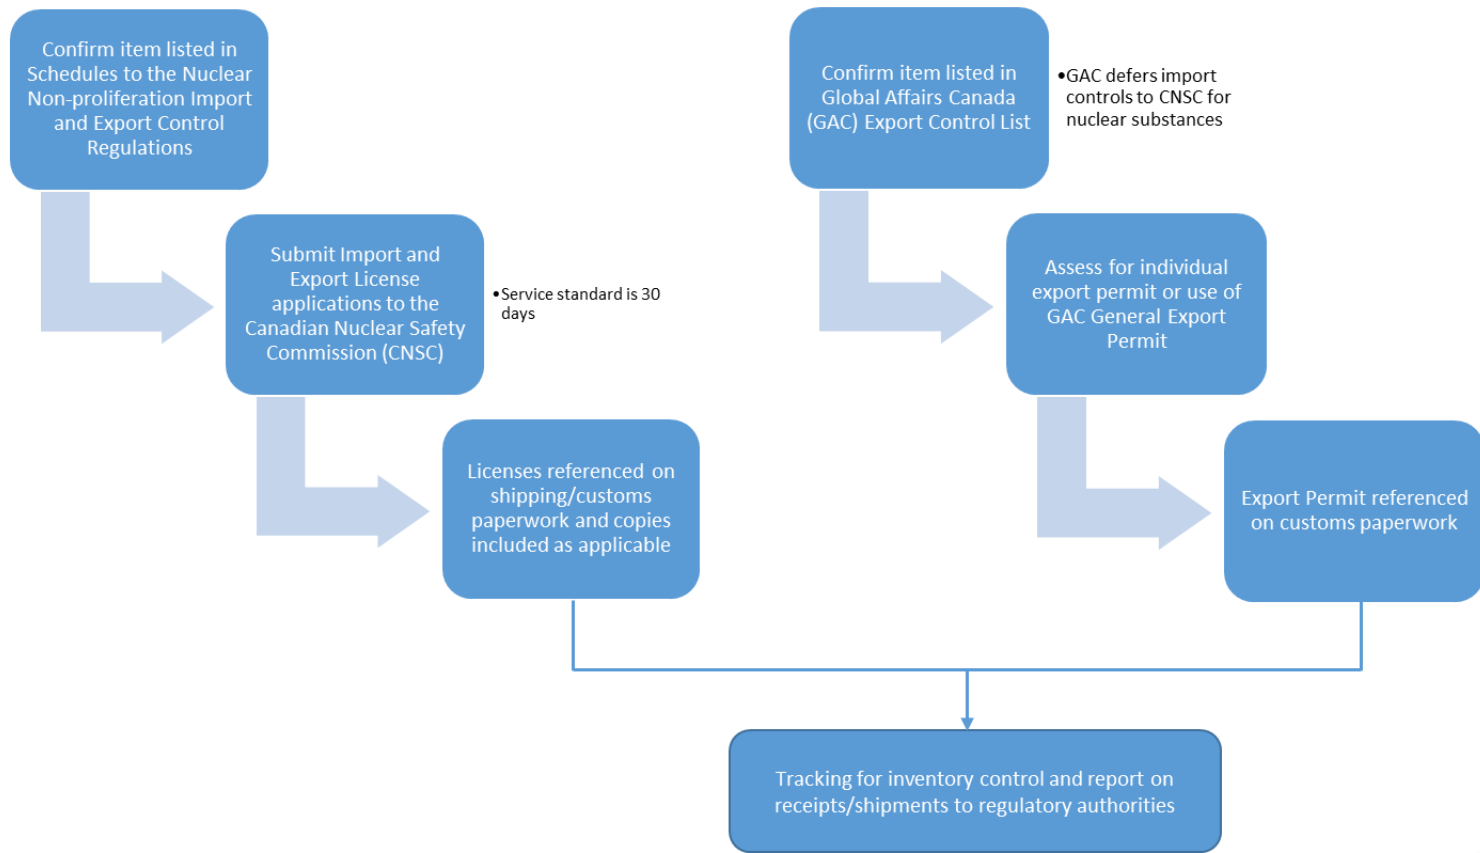 Confirm item listed in
Schedules to the Nuclear
Non-proliferation Import
and Export Control
Regulations
Submit Import and
Export License
applications to the
Canadian Nuclear Safety
Commission (CNSC)
•Service standard is 30
days
Licenses referenced on
shipping/customs
paperwork and copies
included as applicable
Confirm item listed in
Global Affairs Canada
(GAC) Export Control List
•GAC defers import
controls to CNSC for
nuclear substances
Assess for individual
export permit or use of
GAC General Export
Permit
Export Permit referenced
on customs paperwork
Tracking for inventory control and report on
receipts/shipments to regulatory authorities